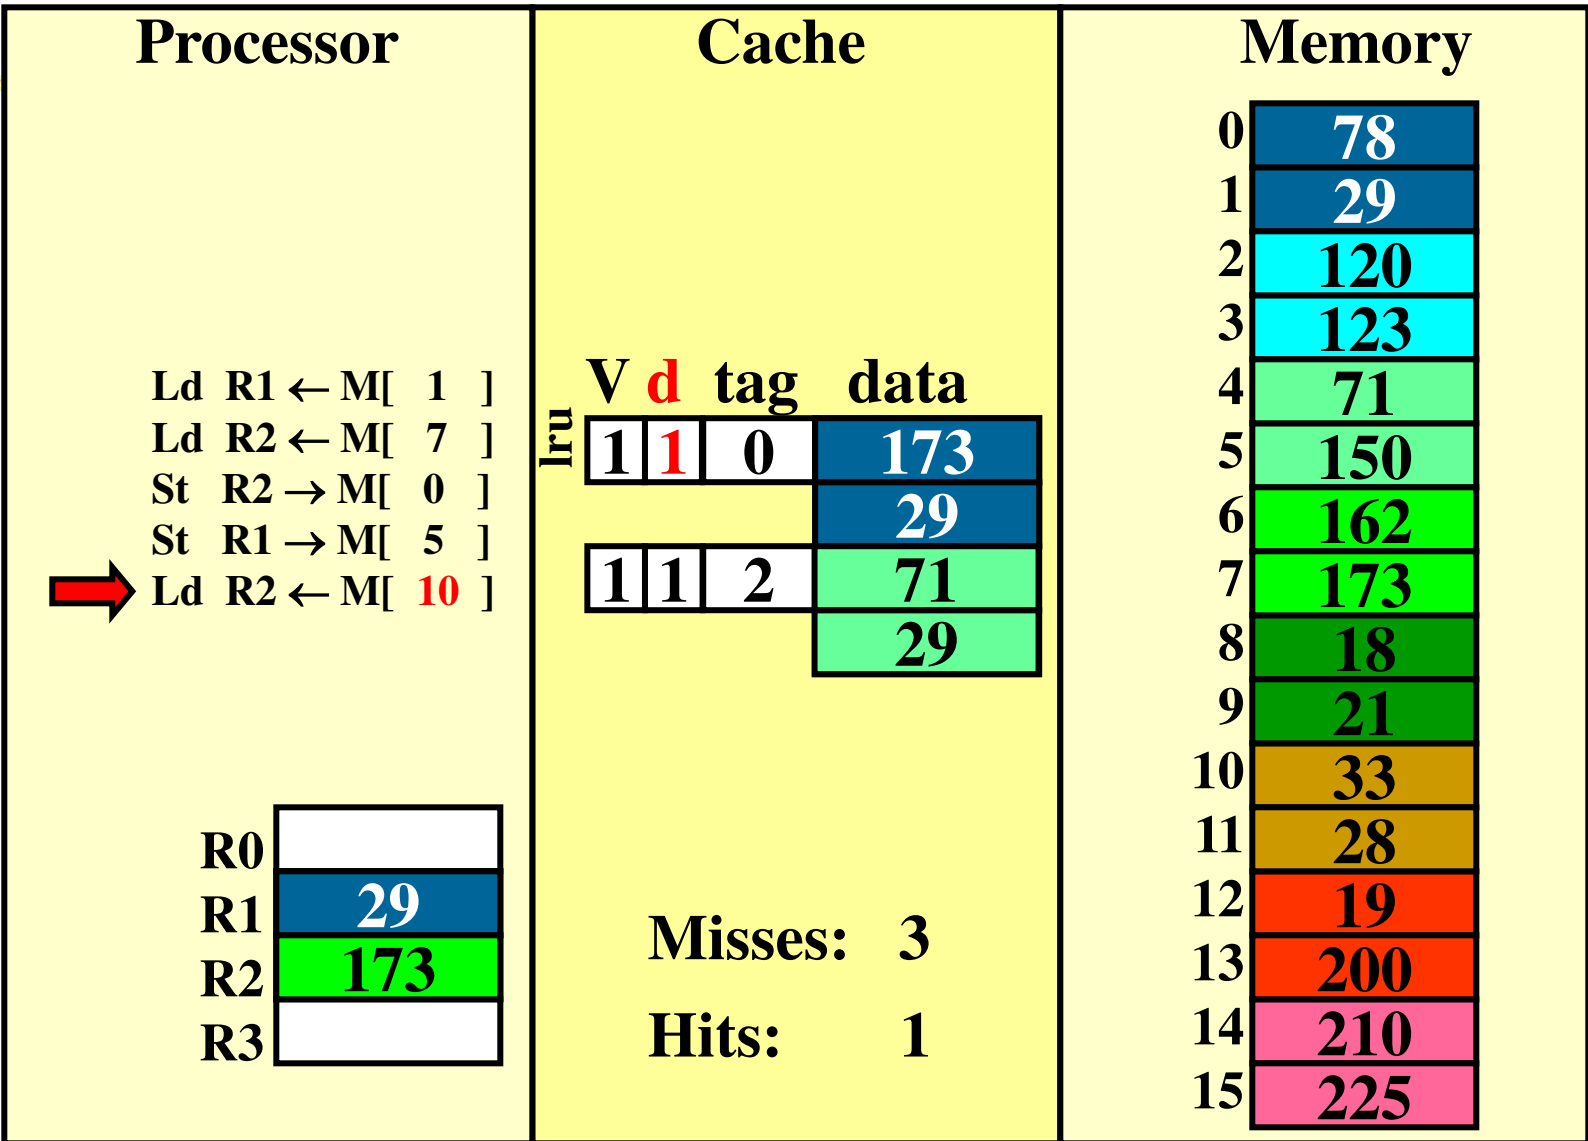 Processor
Ld R1 ← M[ 1 ]
Ld R2 ← M[ 7 ]
St R2 → M[ 0 ]
St R1 → M[ 5 ]
Ld R2 ← M[ 10 ]
R0
R1 29
R2 173
R3
Cache
V d tag data
lru
1 1 0 173
29
1 1 2 71
29
Misses: 3
Hits: 1
Memory
0 78
1 29
2 120
3 123
4 71
5 150
6 162
7 173
8 18
9 21
10 33
11 28
12 19
13 200
14 210
15 225